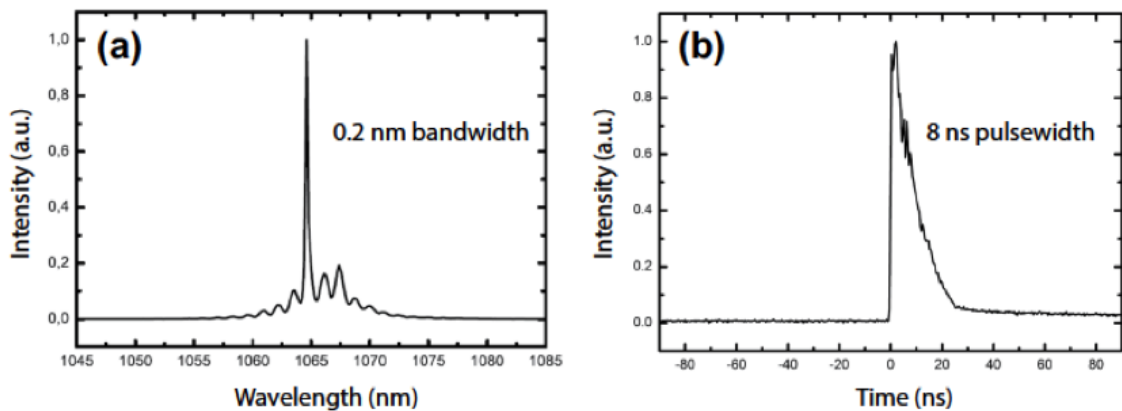 (a)
0.2 nm bandwidth
Intensity (a.u.)
1,0
0,8
0,6
0,4
0,2
0,0
1045 1050 1055 1060 1065 1070 1075 1080 1085
Wavelength (nm)
(b)
8 ns pulsewidth
Intensity (a.u.)
1.0
0.8
0.6
0.4
0.2
0.0
-80 -60 -40 -20 0 20 40 60 80
Time (ns)